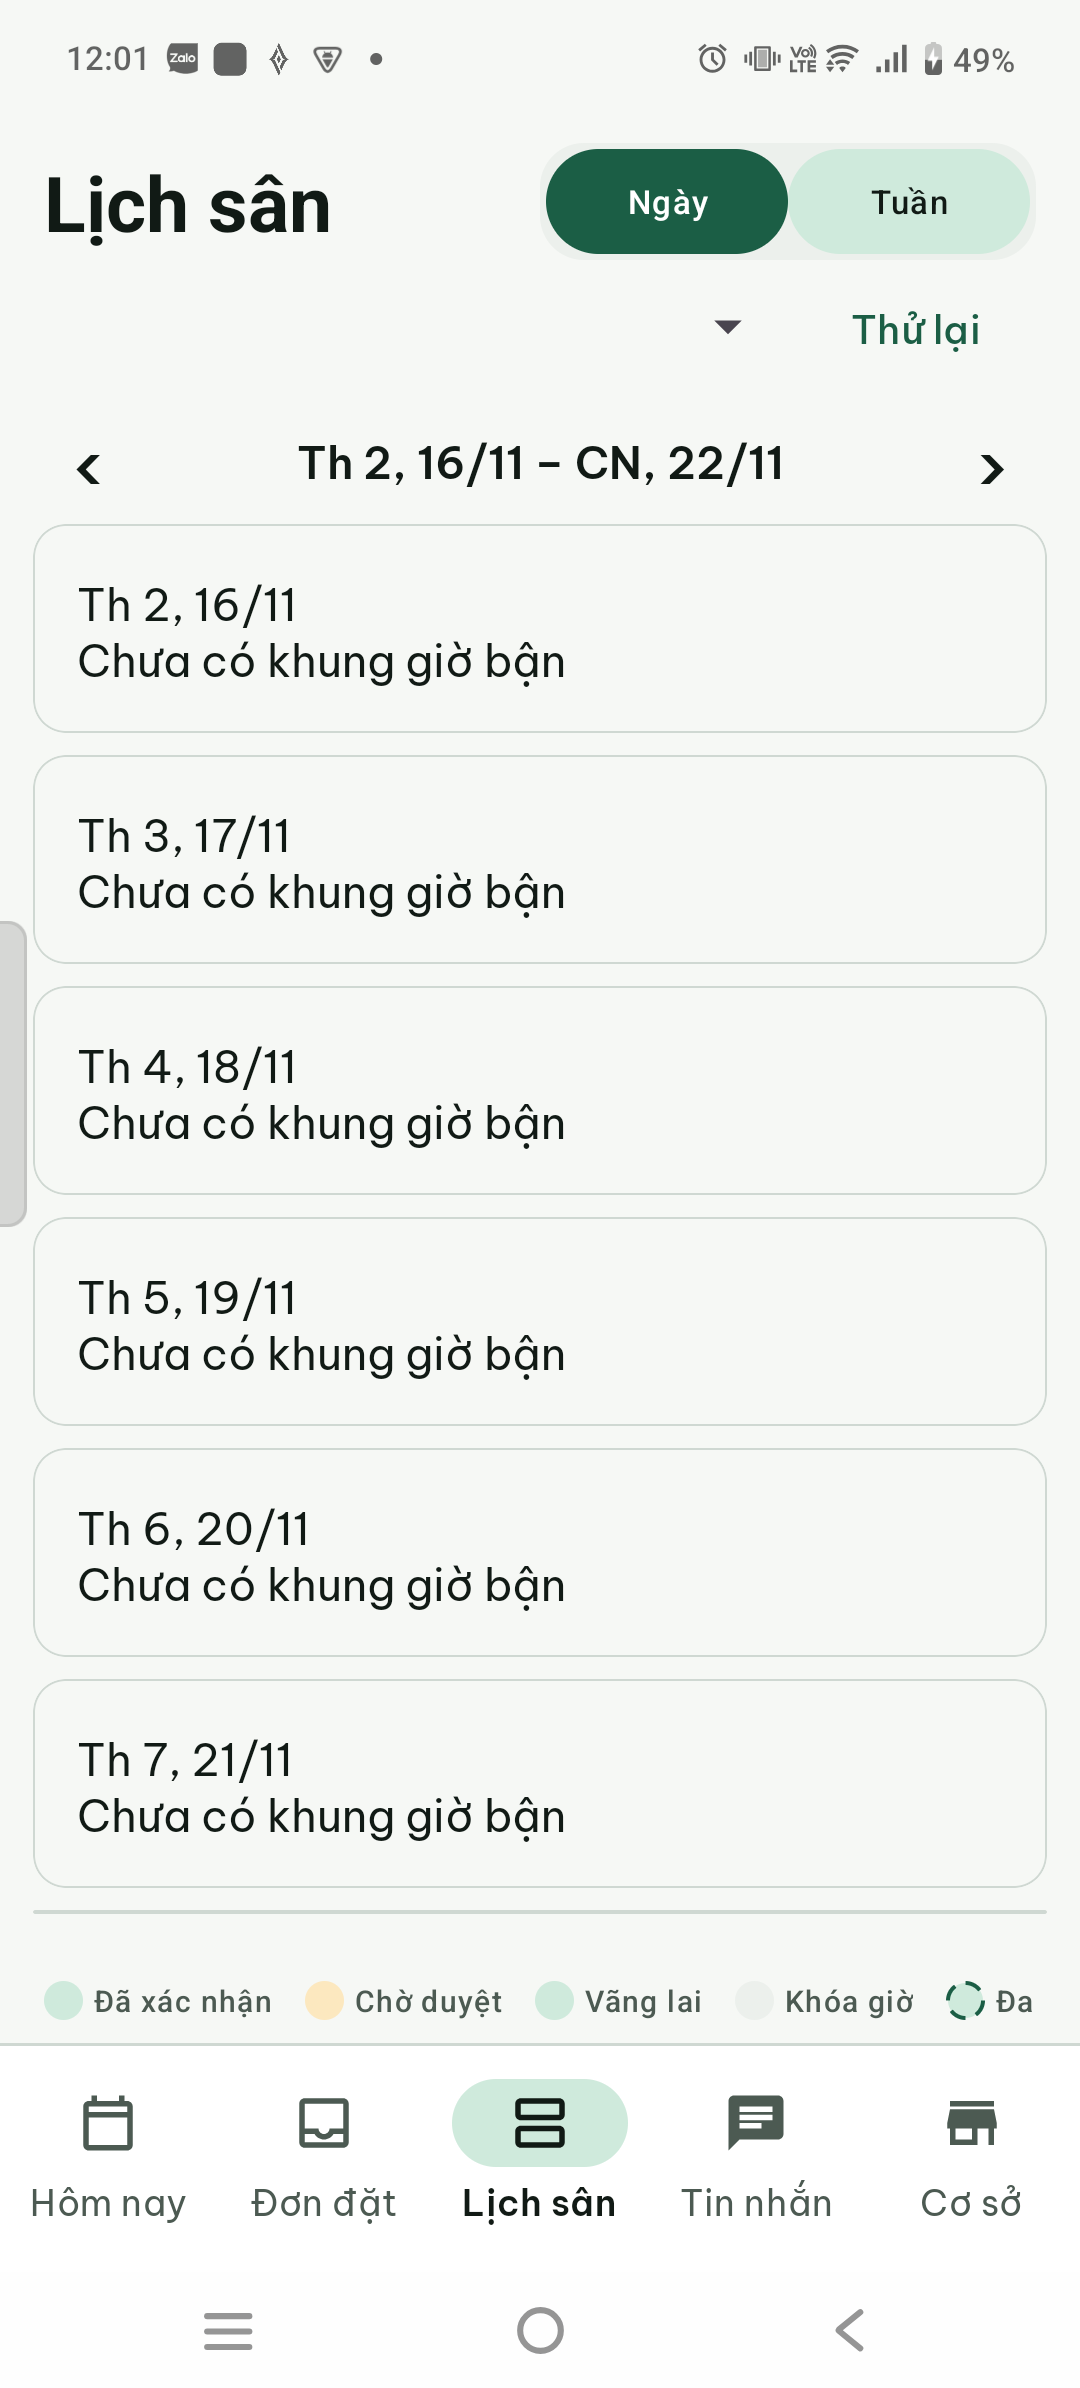 12:01
Zalo
Vo)) LTE
49%
Lịch sân
Ngày
Tuần
Thử lại
Th 2, 16/11 – CN, 22/11
Th 2, 16/11
Chưa có khung giờ bận
Th 3, 17/11
Chưa có khung giờ bận
Th 4, 18/11
Chưa có khung giờ bận
Th 5, 19/11
Chưa có khung giờ bận
Th 6, 20/11
Chưa có khung giờ bận
Th 7, 21/11
Chưa có khung giờ bận
Đã xác nhận
Chờ duyệt
Vãng lai
Khóa giờ
Đa
Hôm nay
Đơn đặt
Lịch sân
Tin nhắn
Cơ sở